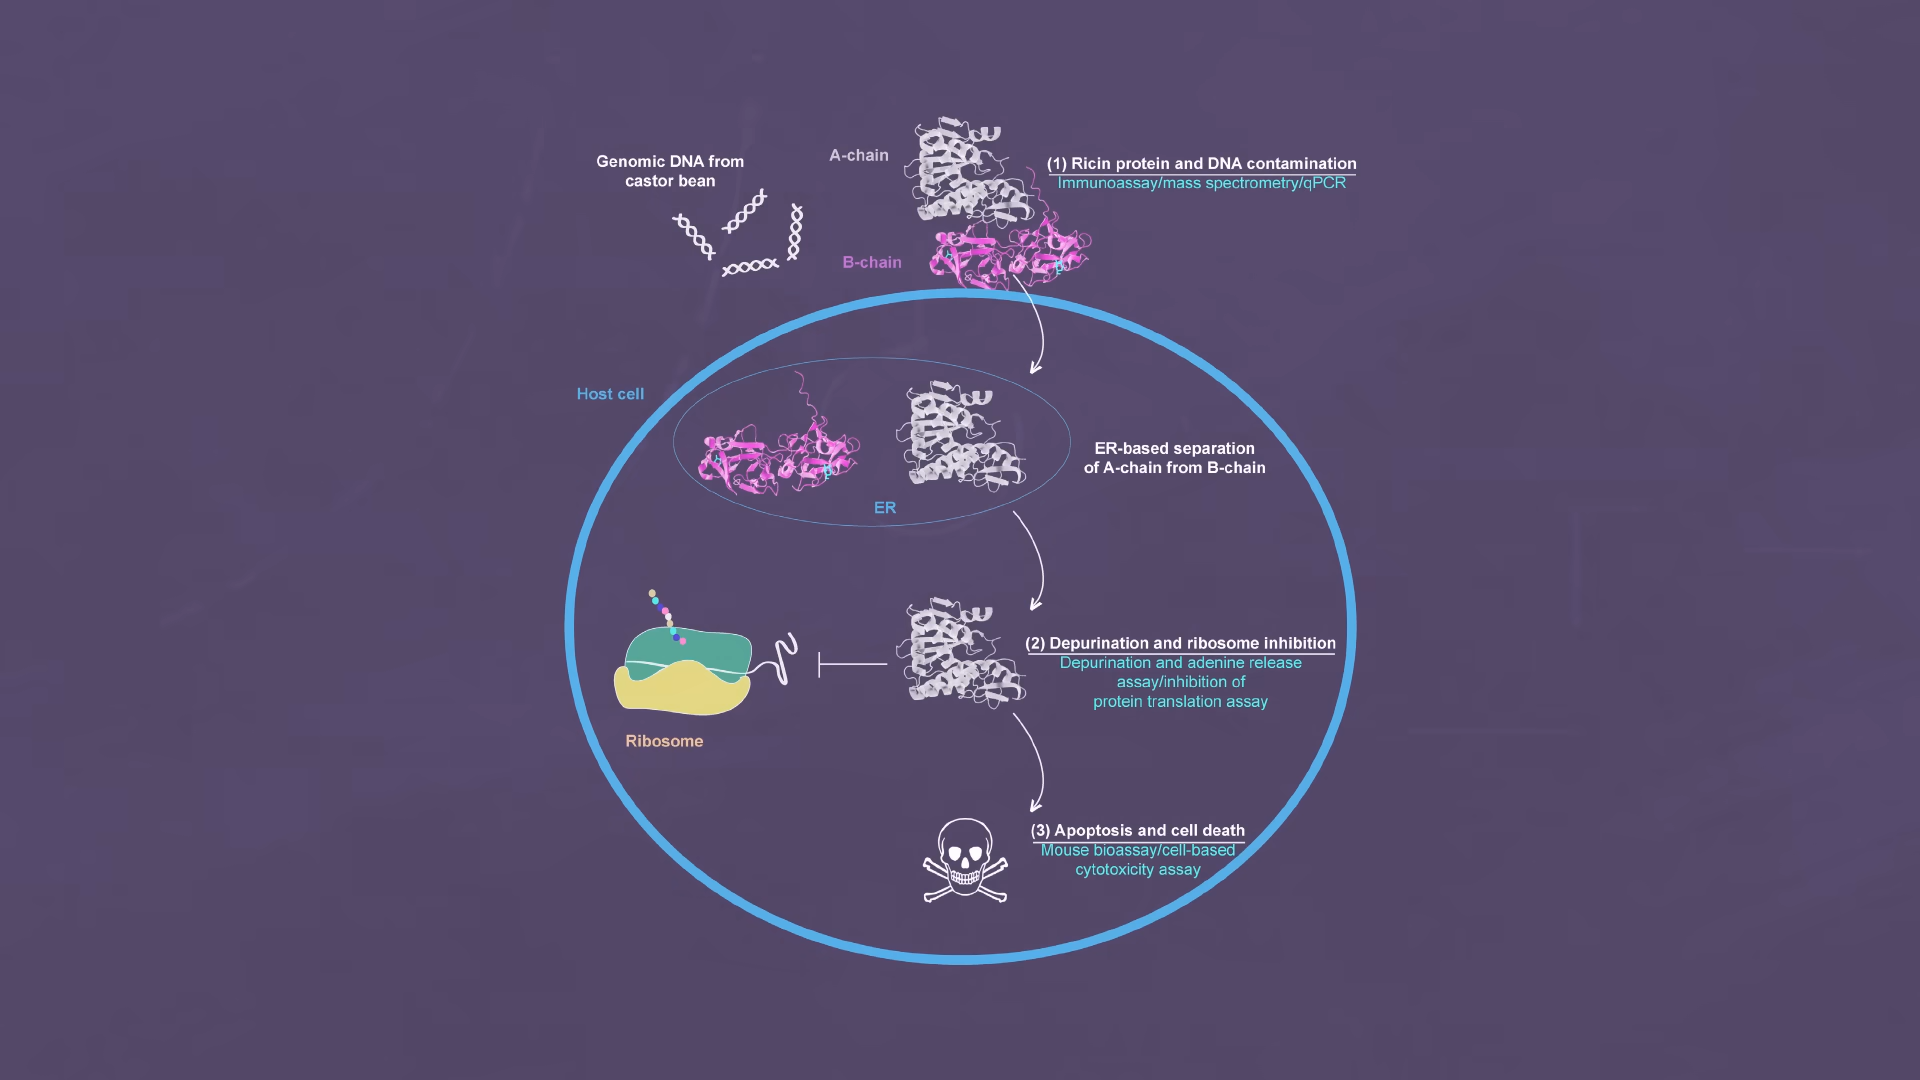 Genomic DNA from
castor bean
A-chain
(1) Ricin protein and DNA contamination
Immunoassay/mass spectrometry/qPCR
B-chain
Host cell
ER-based separation
of A-chain from B-chain
ER
(2) Depurination and ribosome inhibition
Depurination and adenine release
assay/inhibition of
protein translation assay
Ribosome
(3) Apoptosis and cell death
Mouse bioassay/cell-based
cytotoxicity assay